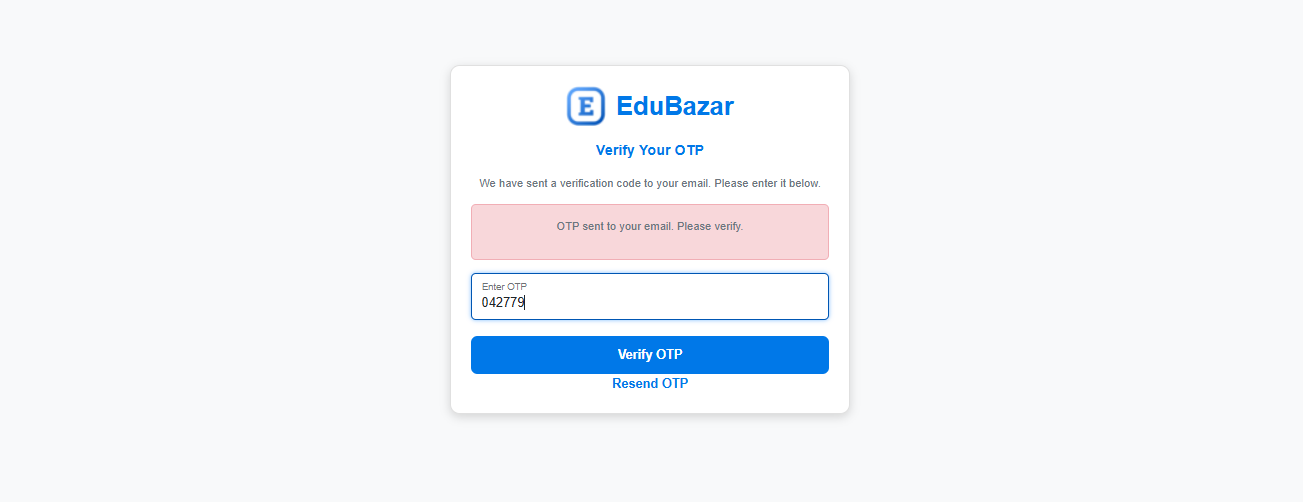 E EduBazar
Verify Your OTP
We have sent a verification code to your email. Please enter it below.
OTP sent to your email. Please verify.
Enter OTP
042779
Verify OTP
Resend OTP